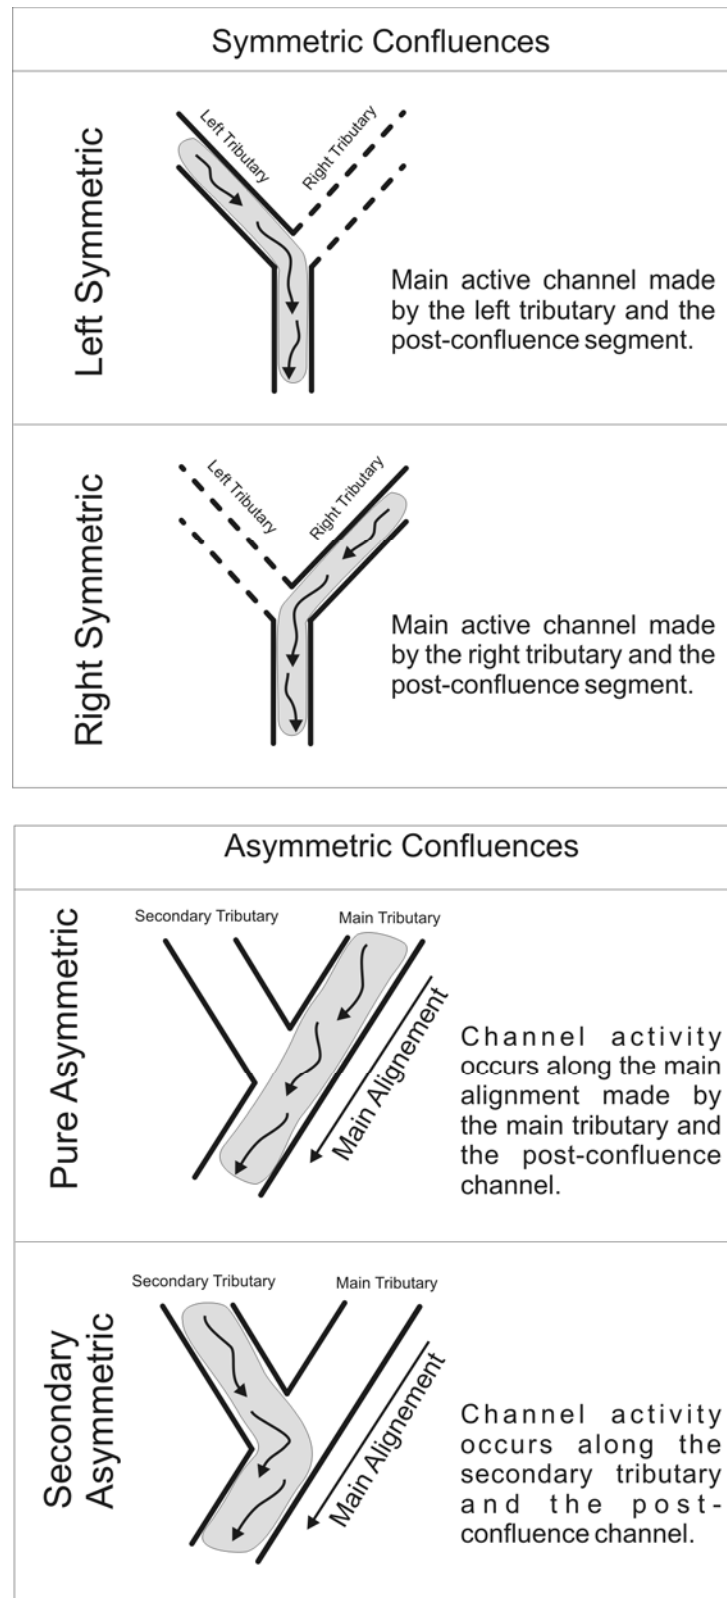 Symmetric Confluences
Left Symmetric
Left Tributary
Right Tributary
Main active channel made
by the left tributary and the
post-confluence segment.
Right Symmetric
Left Tributary
Right Tributary
Main active channel made
by the right tributary and the
post-confluence segment.
Asymmetric Confluences
Pure Asymmetric
Secondary Tributary
Main Tributary
Main Alignement
Channel activity
occurs along the main
alignment made by
the main tributary and
the post-confluence
channel.
Secondary
Asymmetric
Secondary Tributary
Main Tributary
Main Alignement
Channel activity
occurs along the
secondary tributary
and the post-
confluence channel.